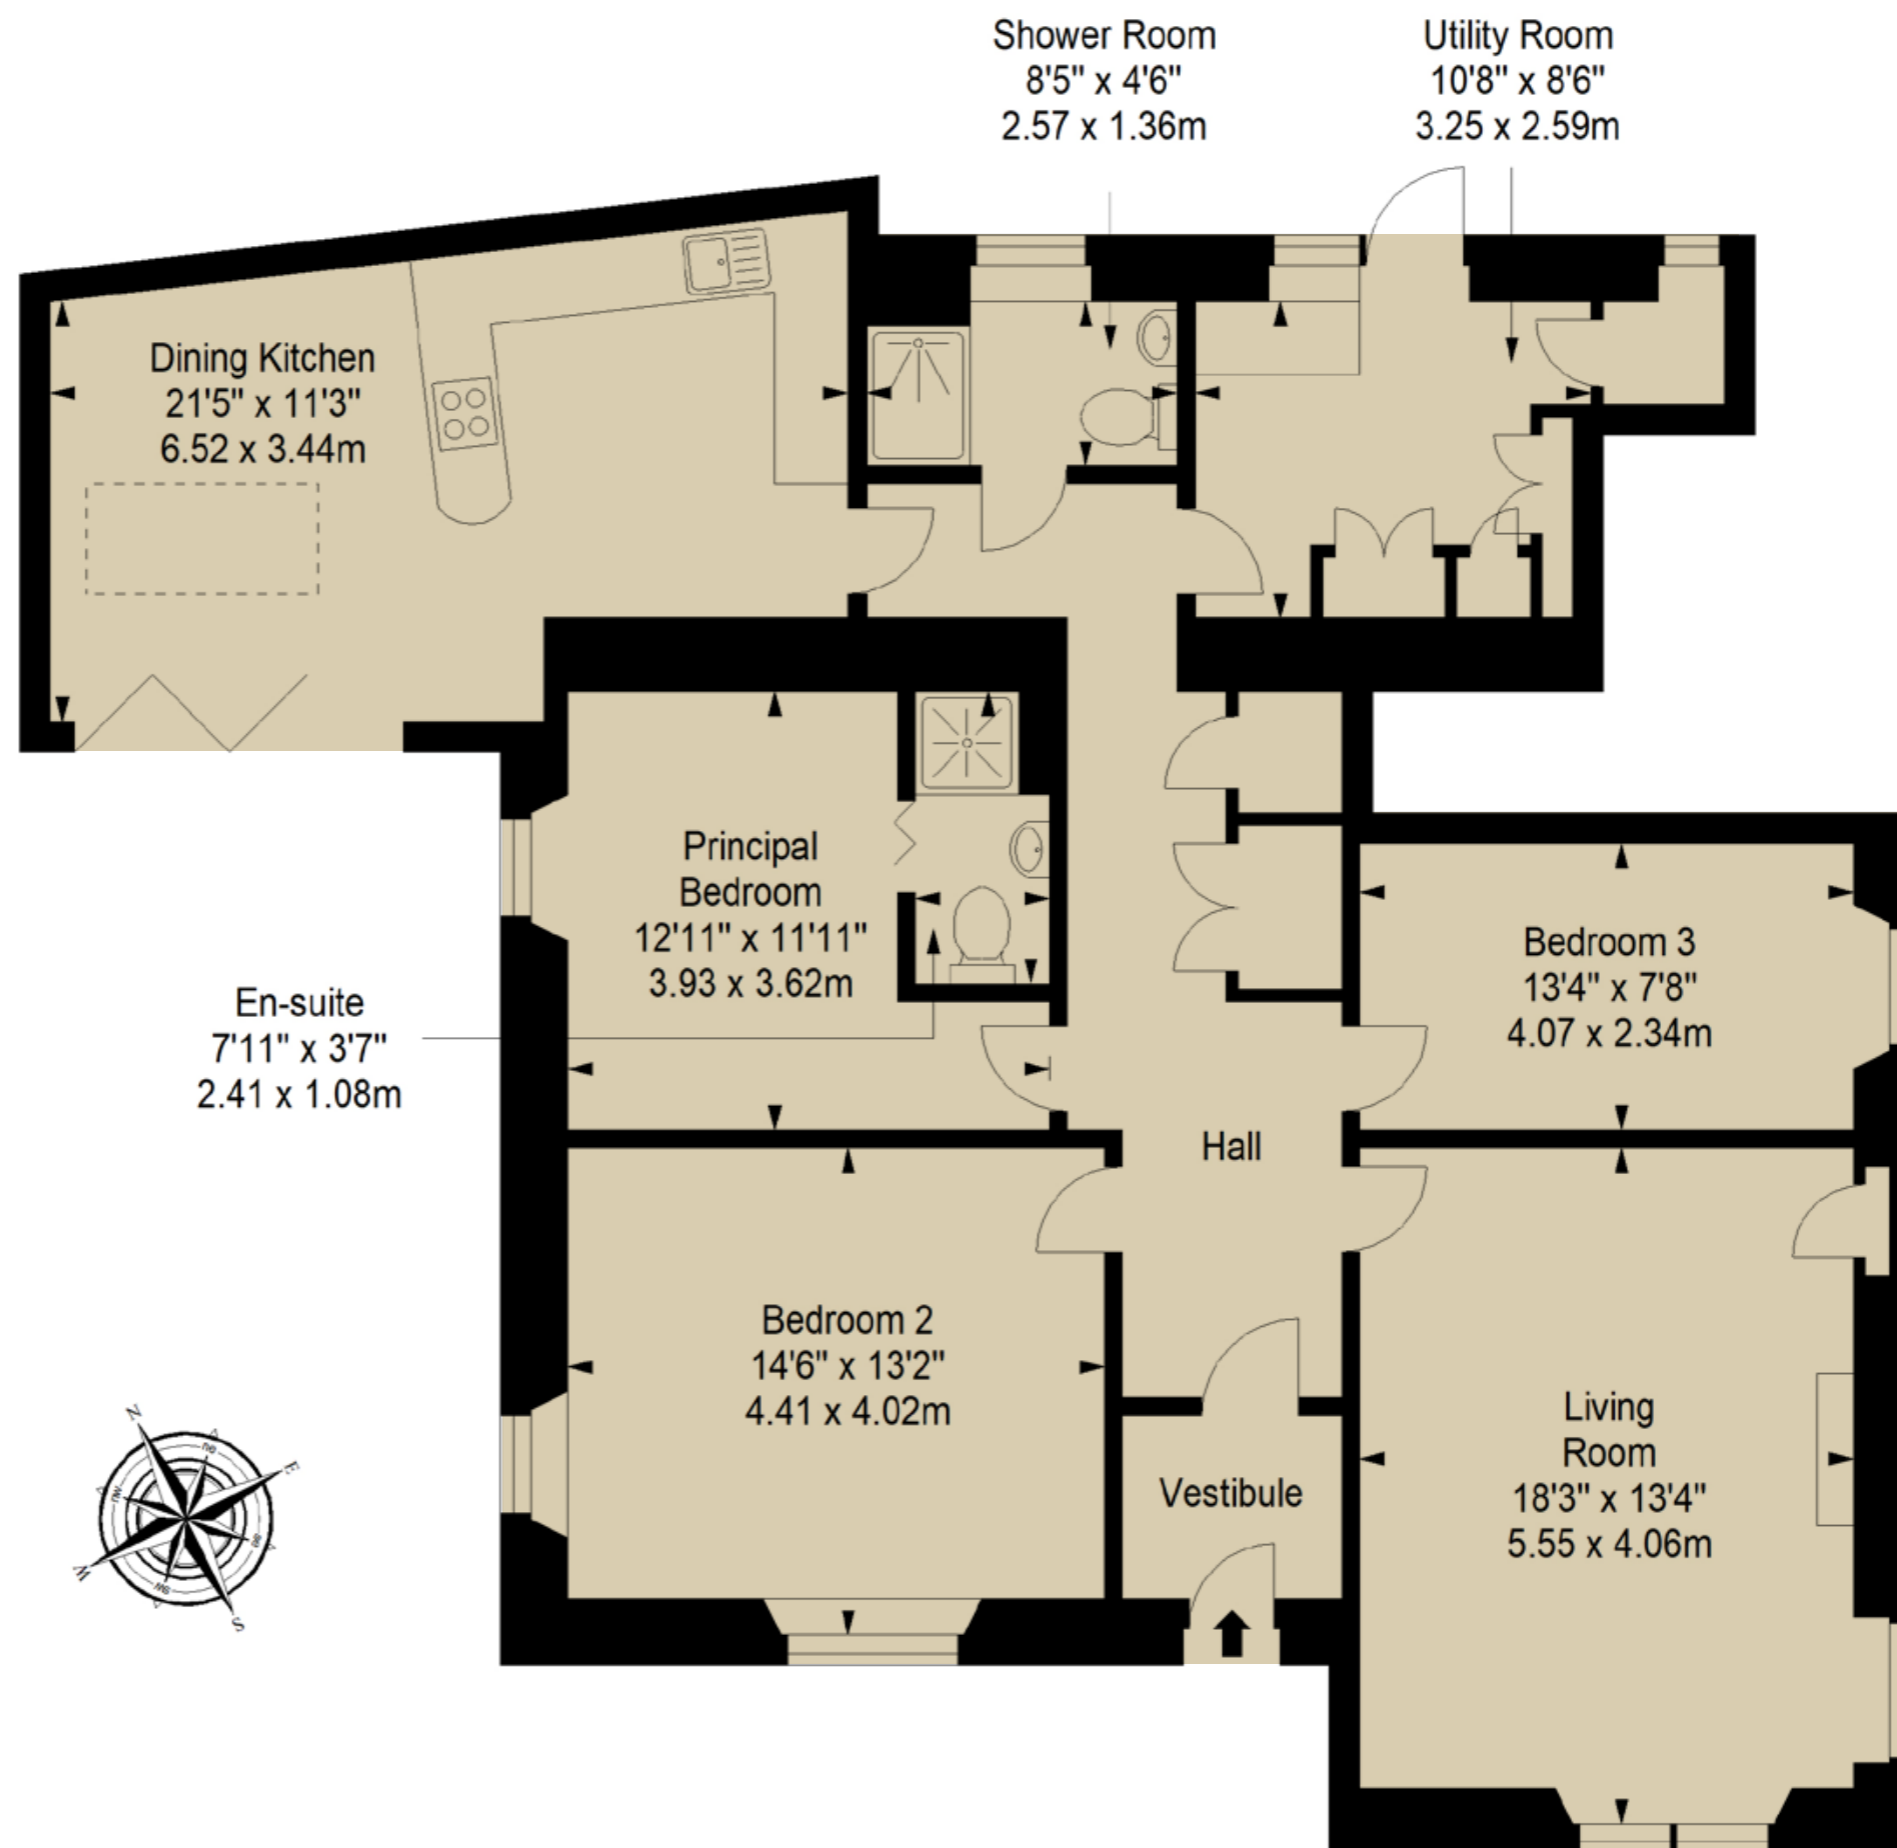 Shower Room
8'5" x 4'6"
2.57 x 1.36m
Utility Room
10'8" x 8'6"
3.25 x 2.59m
Dining Kitchen
21'5" x 11'3"
6.52 x 3.44m
Principal
Bedroom
12'11" x 11'11"
3.93 x 3.62m
En-suite
7'11" x 3'7"
2.41 x 1.08m
Bedroom 3
13'4" x 7'8"
4.07 x 2.34m
Hall
Bedroom 2
14'6" x 13'2"
4.41 x 4.02m
Living
Room
18'3" x 13'4"
5.55 x 4.06m
Vestibule
N
ne
E
nw
se
W
sw
S